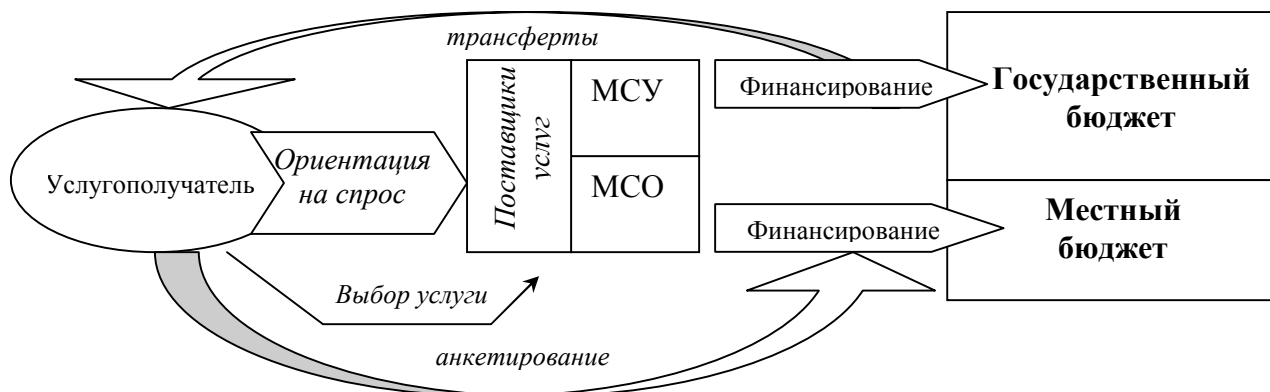 трансферты
Услугополучатель
Ориентация
на спрос
Поставщики
услуг
МСУ
МСО
Финансирование
Финансирование
Государственный
бюджет
Местный
бюджет
Выбор услуги
анкетирование